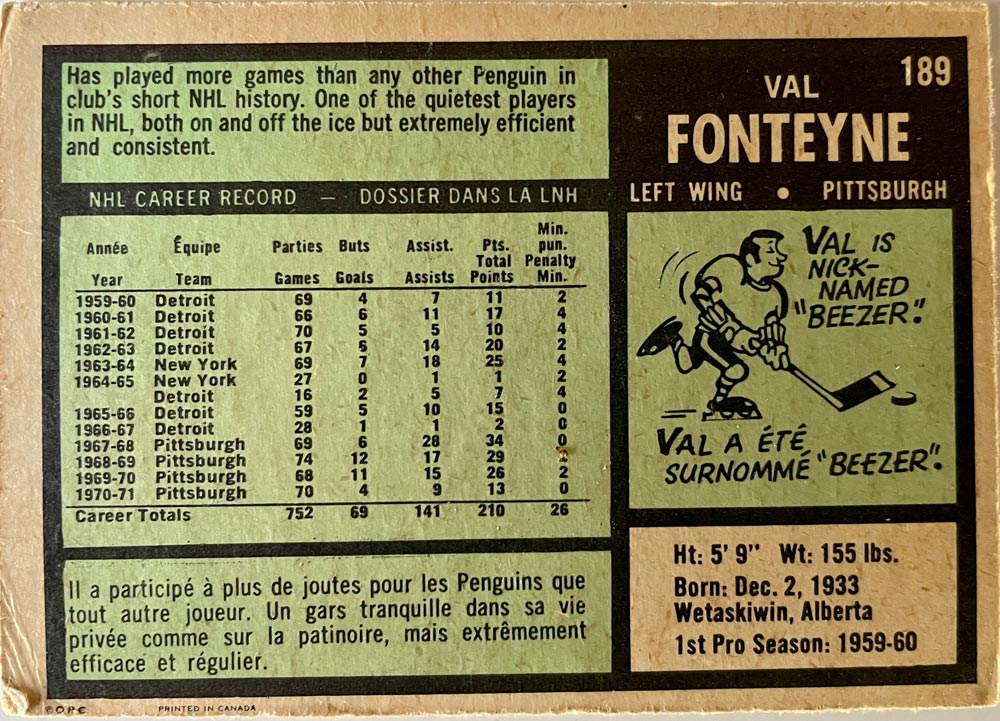 Has played more games than any other Penguin in
club's short NHL history. One of the quietest players
in NHL, both on and off the ice but extremely efficient
and consistent.
189
VAL
FONTEYNE
LEFT WING • PITTSBURGH
NHL CAREER RECORD — DOSSIER DANS LA LNH
Année Équipe Parties Buts Assist. Pts. Min. pun.
Year Team Games Goals Assists Total Points Penalty Min.
1959-60 Detroit 69 4 7 11 2
1960-61 Detroit 66 6 11 17 4
1961-62 Detroit 70 5 5 10 4
1962-63 Detroit 67 6 14 20 2
1963-64 New York 69 7 18 25 4
1964-65 New York 27 0 1 1 2
Detroit 16 2 5 7 4
1965-66 Detroit 59 5 10 15 0
1966-67 Detroit 28 1 1 2 0
1967-68 Pittsburgh 69 6 28 34 0
1968-69 Pittsburgh 74 12 17 29 2
1969-70 Pittsburgh 68 11 15 26 2
1970-71 Pittsburgh 70 4 9 13 0
Career Totals 752 69 141 210 26
VAL IS
NICK-
NAMED
"BEEZER".
VAL A ÉTÉ
SURNOMMÉ "BEEZER".
Il a participé à plus de joutes pour les Penguins que
tout autre joueur. Un gars tranquille dans sa vie
privée comme sur la patinoire, mais extrêmement
efficace et régulier.
Ht: 5' 9" Wt: 155 lbs.
Born: Dec. 2, 1933
Wetaskiwin, Alberta
1st Pro Season: 1959-60
©OPC PRINTED IN CANADA